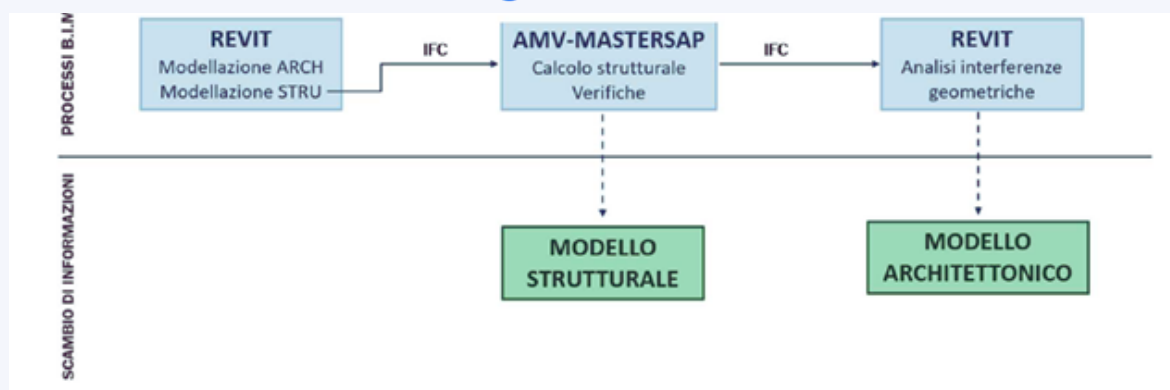 PROCESSI B.I.M
REVIT
Modellazione ARCH
Modellazione STRU
IFC
AMV-MASTERSAP
Calcolo strutturale
Verifiche
IFC
REVIT
Analisi interferenze
geometriche
SCAMBIO DI INFORMAZIONI
MODELLO
STRUTTURALE
MODELLO
ARCHITETTONICO